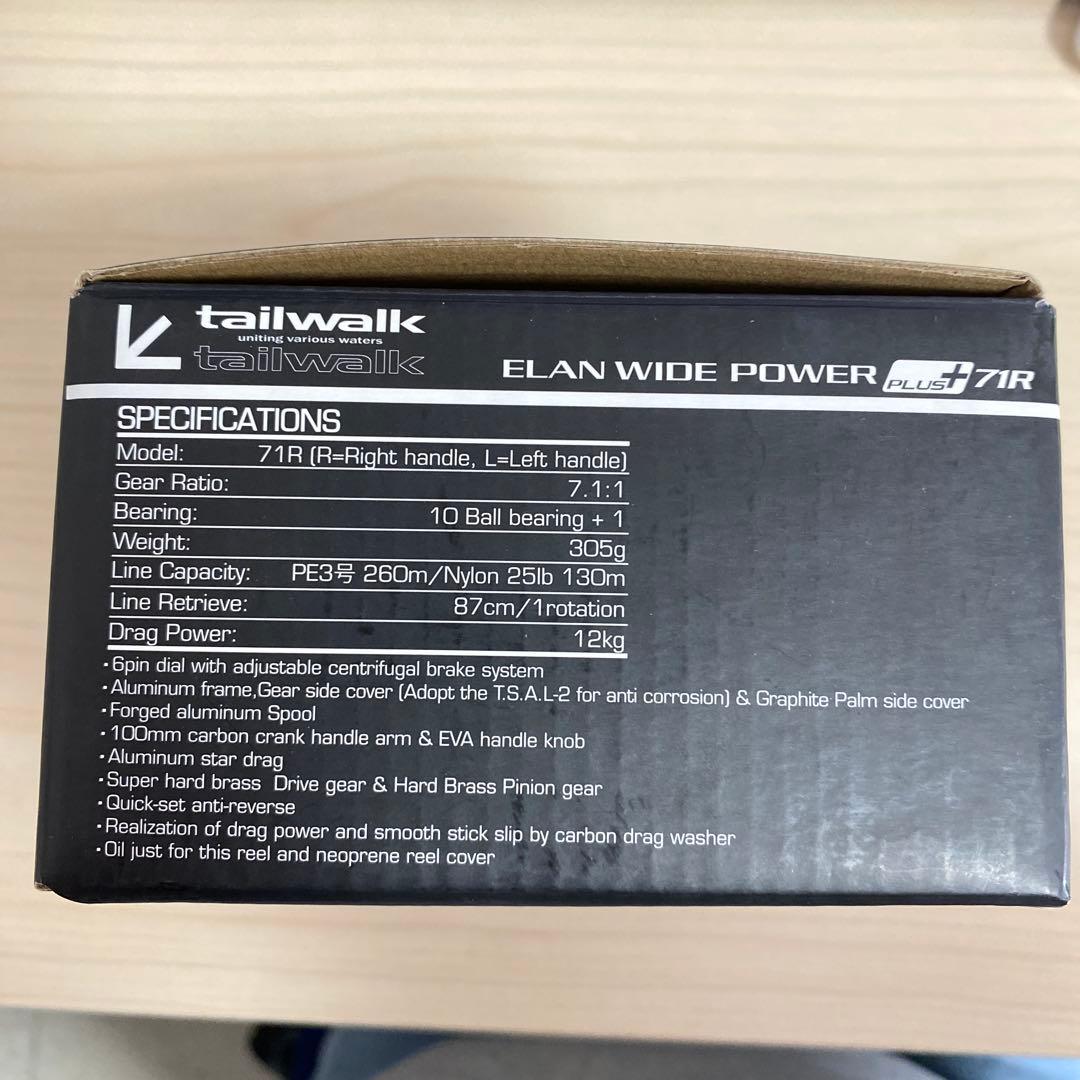 tailwalk
uniting various waters
tailwalk
ELAN WIDE POWER PLUS+ 71R
SPECIFICATIONS
Model: 71R (R=Right handle, L=Left handle)
Gear Ratio: 7.1:1
Bearing: 10 Ball bearing + 1
Weight: 305g
Line Capacity: PE3号 260m/Nylon 25lb 130m
Line Retrieve: 87cm/1rotation
Drag Power: 12kg
・6pin dial with adjustable centrifugal brake system
・Aluminum frame,Gear side cover (Adopt the T.S.A.L-2 for anti corrosion) & Graphite Palm side cover
・Forged aluminum Spool
・100mm carbon crank handle arm & EVA handle knob
・Aluminum star drag
・Super hard brass Drive gear & Hard Brass Pinion gear
・Quick-set anti-reverse
・Realization of drag power and smooth stick slip by carbon drag washer
・Oil just for this reel and neoprene reel cover